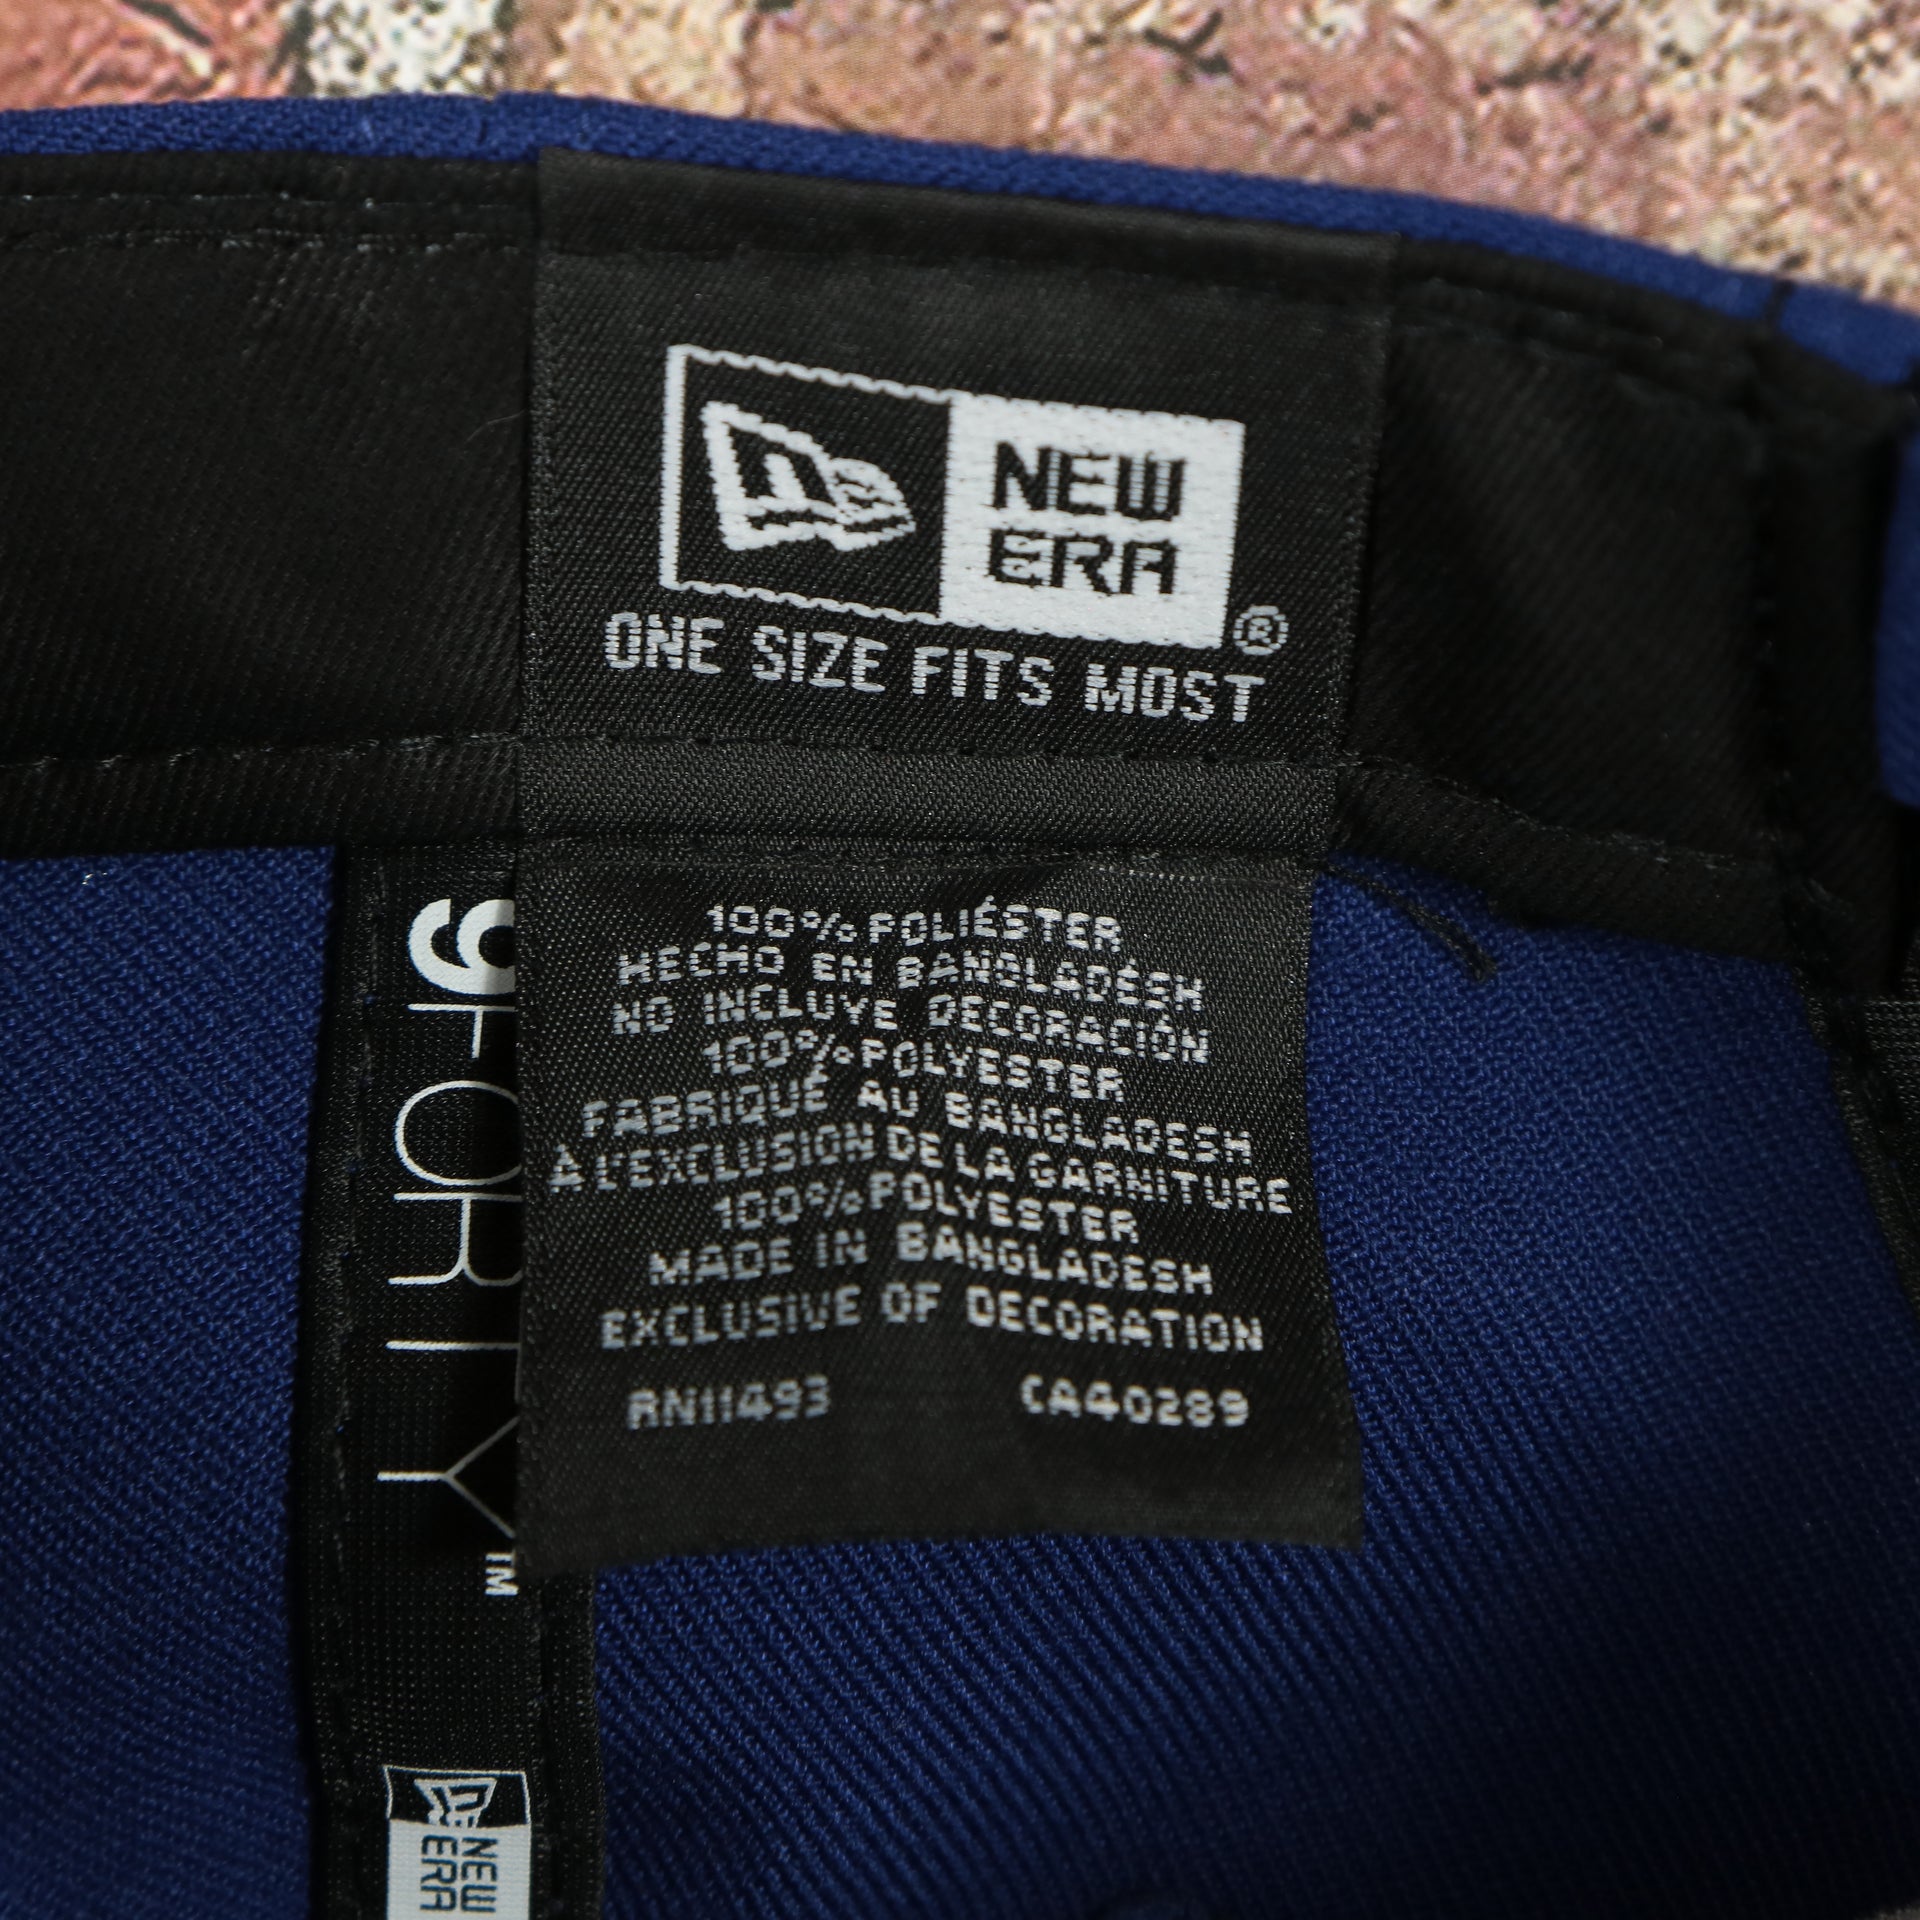 NEW
ERA
®
ONE SIZE FITS MOST
100% POLIÉSTER
HECHO EN BANGLADÉSH
NO INCLUYE DECORACIÓN
100% POLYESTER
FABRIQUÉ AU BANGLADESH
À L'EXCLUSION DE LA GARNITURE
100% POLYESTER
MADE IN BANGLADESH
EXCLUSIVE OF DECORATION
RN11493 CA40289
9FORTY™
NEW
ERA